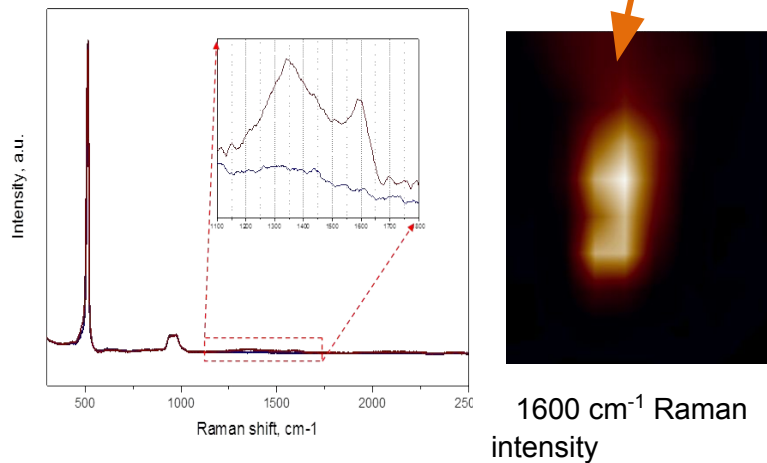 Intensity, a.u.
1100 1200 1300 1400 1500 1600 1700 1800
500 1000 1500 2000 250
Raman shift, cm-1
1600 cm⁻¹ Raman
intensity